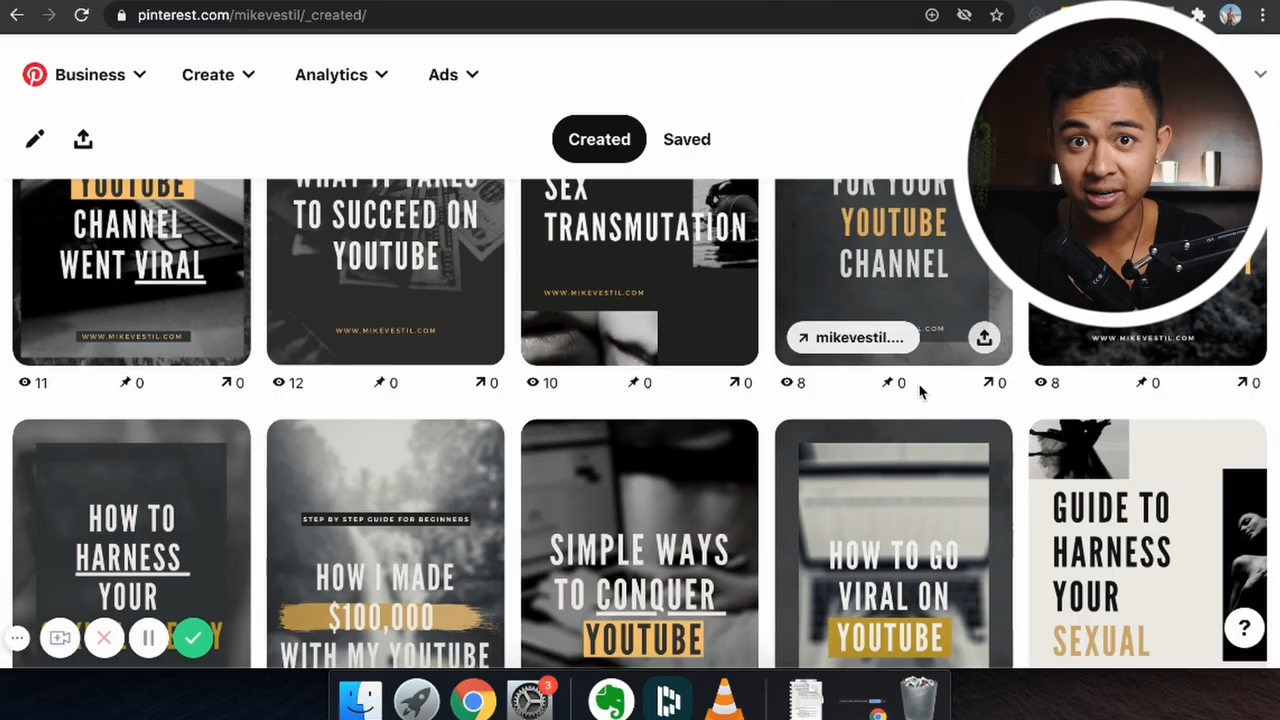 pinterest.com/mikevestil/_created/
Business
Create
Analytics
Ads
Created
Saved
YOUTUBE
CHANNEL
WENT VIRAL
WWW.MIKEVESTIL.COM
11
0
0
WHAT IT TAKES
TO SUCCEED ON
YOUTUBE
WWW.MIKEVESTIL.COM
12
0
0
SEX
TRANSMUTATION
WWW.MIKEVESTIL.COM
10
0
0
FOR YOUR
YOUTUBE
CHANNEL
mikevestil....
8
0
0
WWW.MIKEVESTIL.COM
8
0
0
HOW TO
HARNESS
YOUR
STEP BY STEP GUIDE FOR BEGINNERS
HOW I MADE
$100,000
WITH MY YOUTUBE
SIMPLE WAYS
TO CONQUER
YOUTUBE
HOW TO GO
VIRAL ON
YOUTUBE
GUIDE TO
HARNESS
YOUR
SEXUAL
?
3